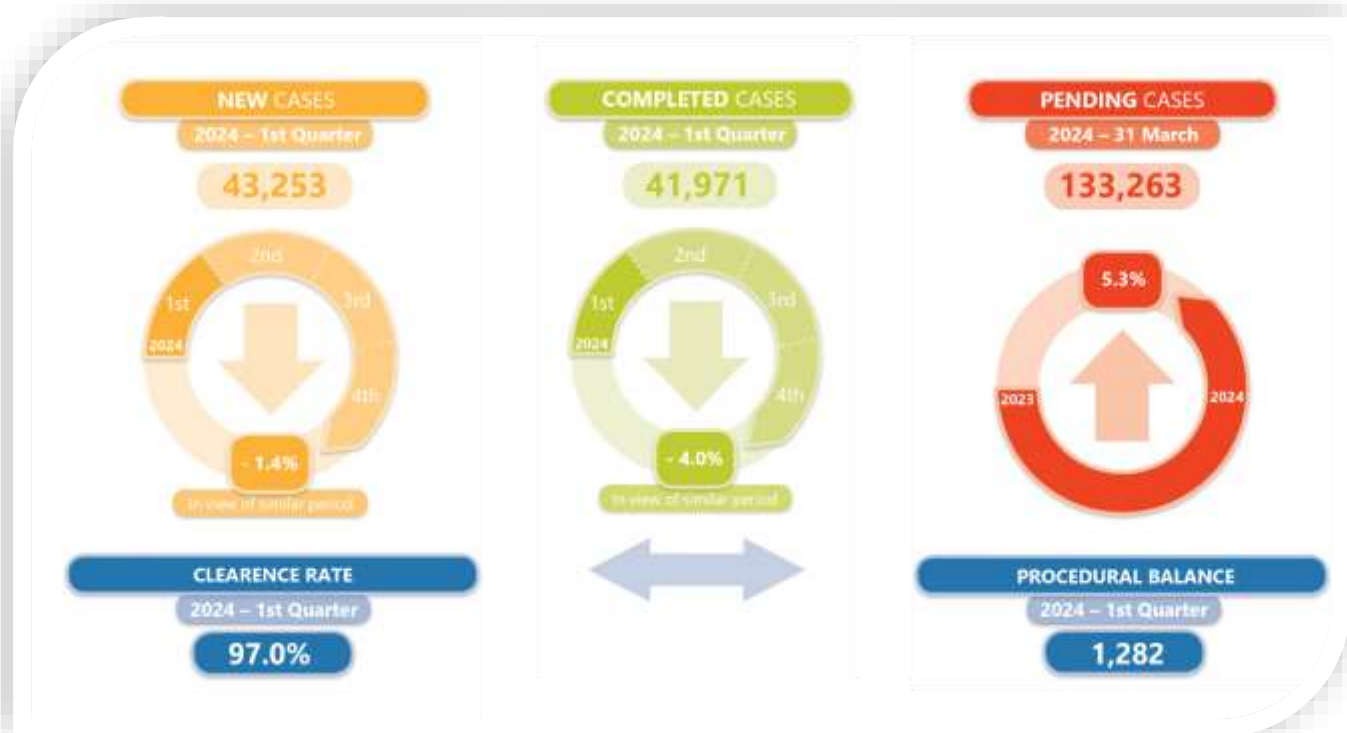 NEW CASES
2024 – 1st Quarter
43,253
1st
2nd
3rd
4th
2024
- 1.4%
In view of similar period
COMPLETED CASES
2024 – 1st Quarter
41,971
1st
2nd
3rd
4th
2024
- 4.0%
In view of similar period
PENDING CASES
2024 – 31 March
133,263
5.3%
2023
2024
CLEARENCE RATE
2024 – 1st Quarter
97.0%
PROCEDURAL BALANCE
2024 – 1st Quarter
1,282